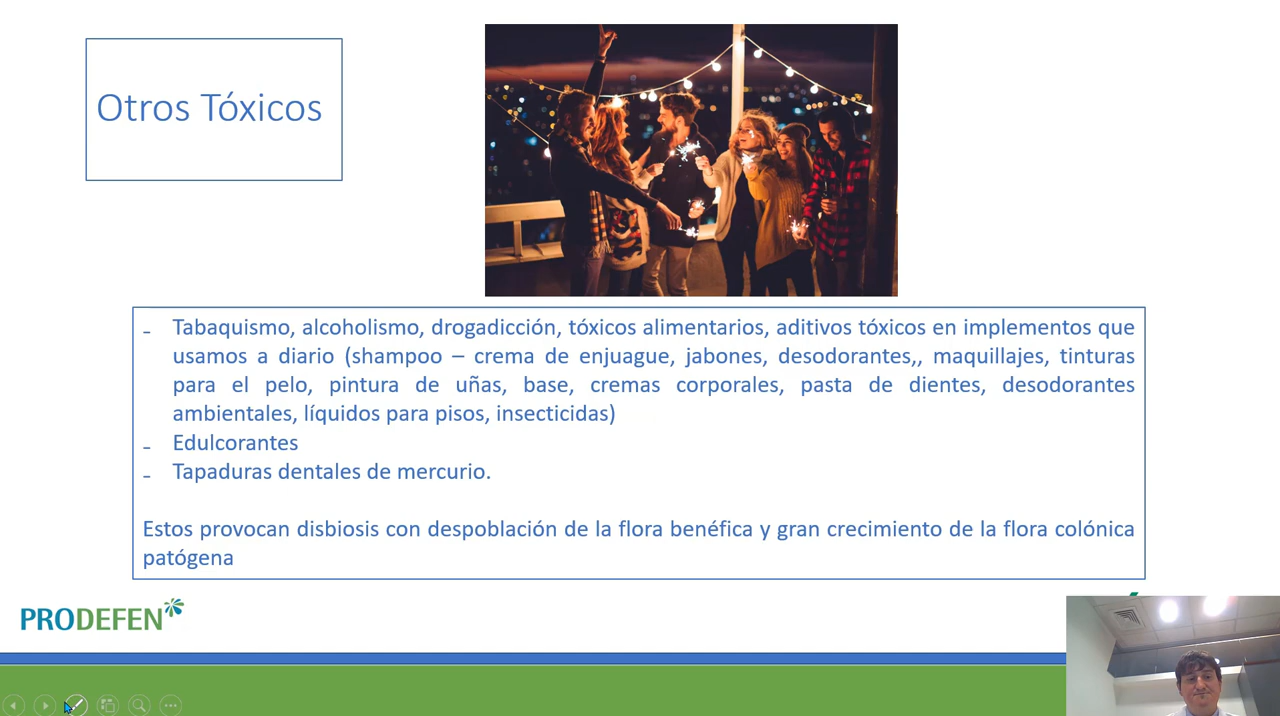 Otros Tóxicos
- Tabaquismo, alcoholismo, drogadicción, tóxicos alimentarios, aditivos tóxicos en implementos que
usamos a diario (shampoo – crema de enjuague, jabones, desodorantes,, maquillajes, tinturas
para el pelo, pintura de uñas, base, cremas corporales, pasta de dientes, desodorantes
ambientales, líquidos para pisos, insecticidas)
- Edulcorantes
- Tapaduras dentales de mercurio.
Estos provocan disbiosis con despoblación de la flora benéfica y gran crecimiento de la flora colónica
patógena
PRODEFEN